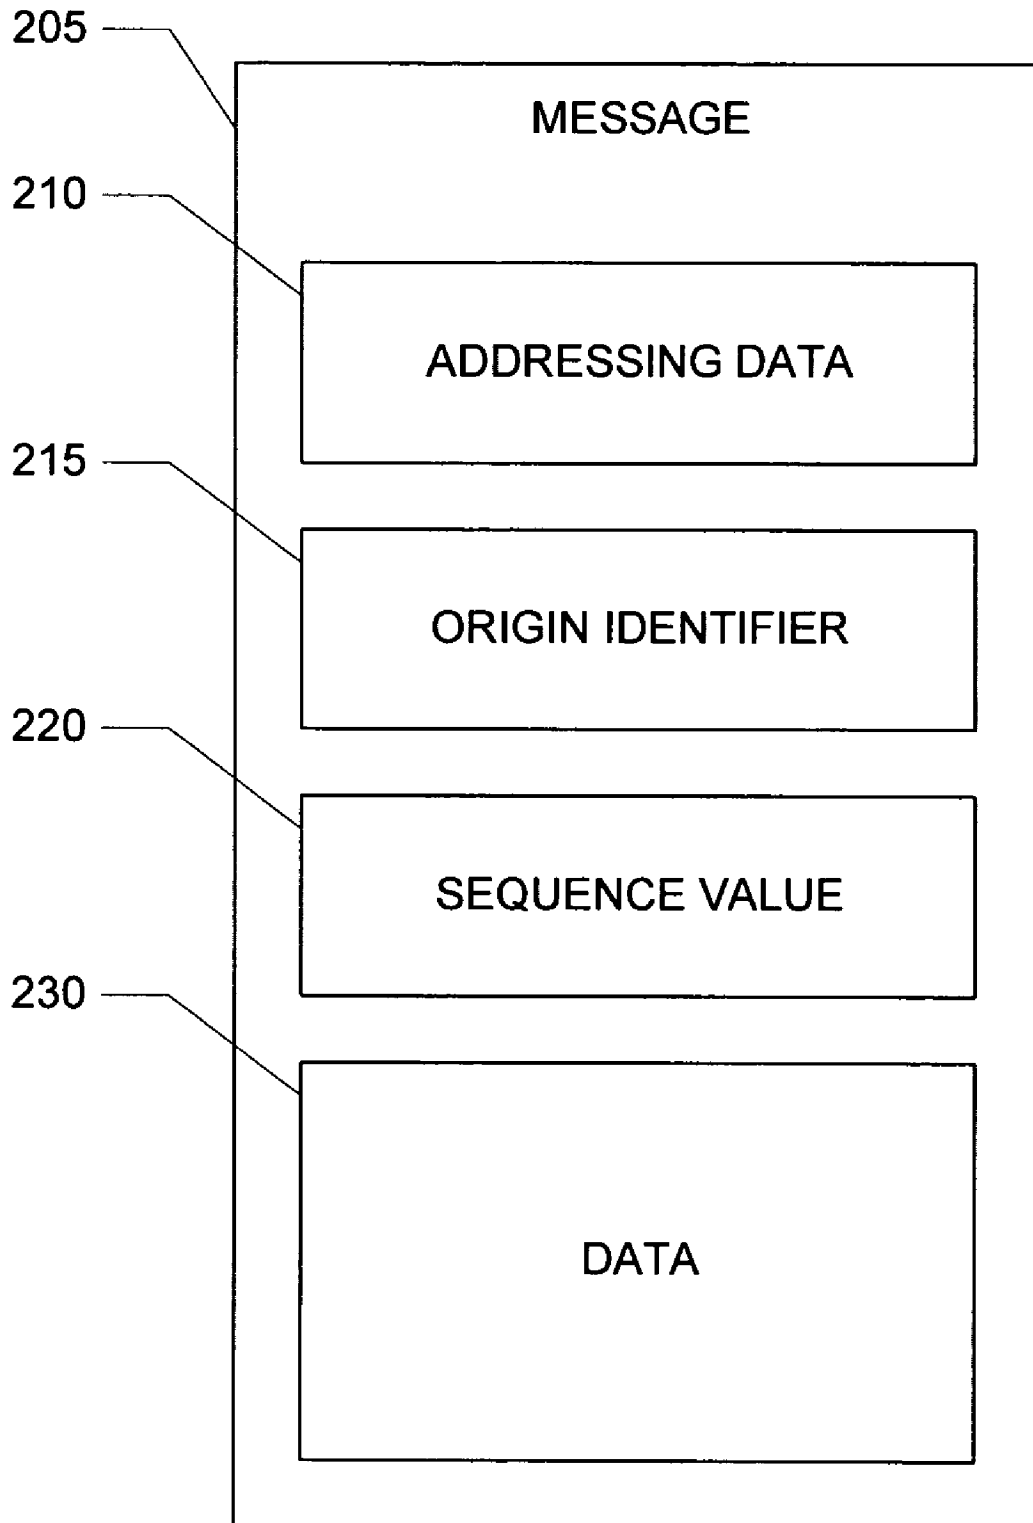 205
MESSAGE
210
ADDRESSING DATA
215
ORIGIN IDENTIFIER
220
SEQUENCE VALUE
230
DATA